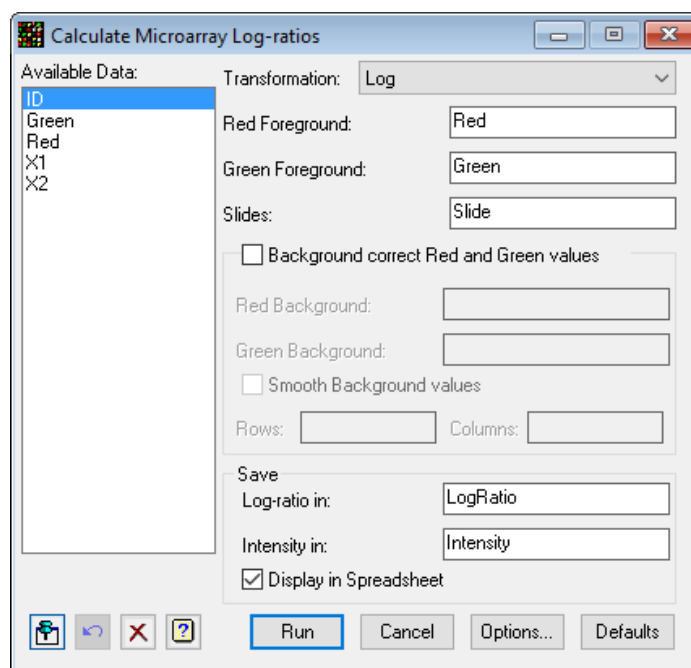 Calculate Microarray Log-ratios
Available Data:
ID
Green
Red
X1
X2
Transformation: Log
Red Foreground: Red
Green Foreground: Green
Slides: Slide
Background correct Red and Green values
Red Background:
Green Background:
Smooth Background values
Rows: Columns:
Save
Log-ratio in: LogRatio
Intensity in: Intensity
Display in Spreadsheet
Run Cancel Options... Defaults